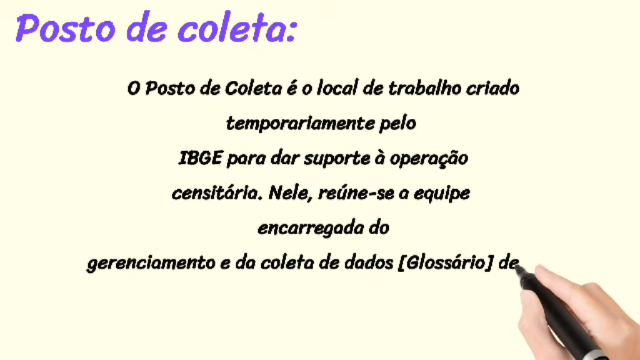 Posto de coleta:
O Posto de Coleta é o local de trabalho criado
temporariamente pelo
IBGE para dar suporte à operação
censitária. Nele, reúne-se a equipe
encarregada do
gerenciamento e da coleta de dados [Glossário] de